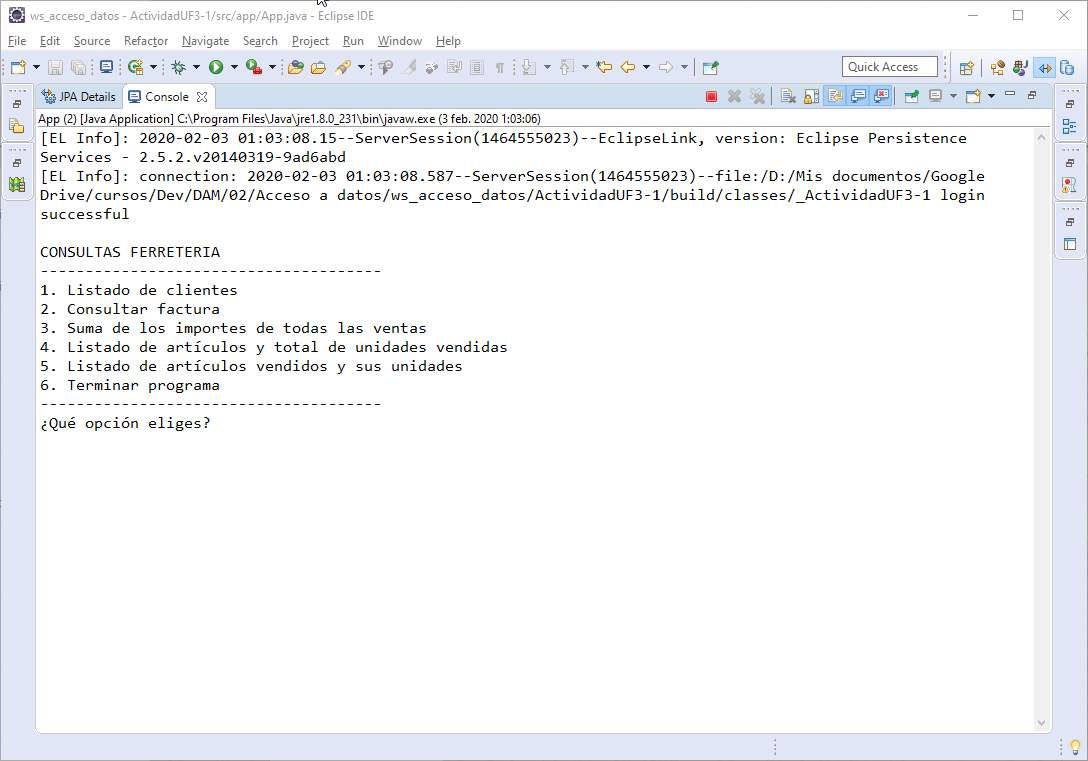 ws_acceso_datos - ActividadUF3-1/src/app/App.java - Eclipse IDE
File Edit Source Refactor Navigate Search Project Run Window Help
Quick Access
JPA Details Console
App (2) [Java Application] C:\Program Files\Java\jre1.8.0_231\bin\javaw.exe (3 feb. 2020 1:03:06)
[EL Info]: 2020-02-03 01:03:08.15--ServerSession(1464555023)--EclipseLink, version: Eclipse Persistence
Services - 2.5.2.v20140319-9ad6abd
[EL Info]: connection: 2020-02-03 01:03:08.587--ServerSession(1464555023)--file:/D:/Mis documentos/Google
Drive/cursos/Dev/DAM/02/Acceso a datos/ws_acceso_datos/ActividadUF3-1/build/classes/_ActividadUF3-1 login
successful
CONSULTAS FERRETERIA
--------------------------------------
1. Listado de clientes
2. Consultar factura
3. Suma de los importes de todas las ventas
4. Listado de artículos y total de unidades vendidas
5. Listado de artículos vendidos y sus unidades
6. Terminar programa
--------------------------------------
¿Qué opción eliges?